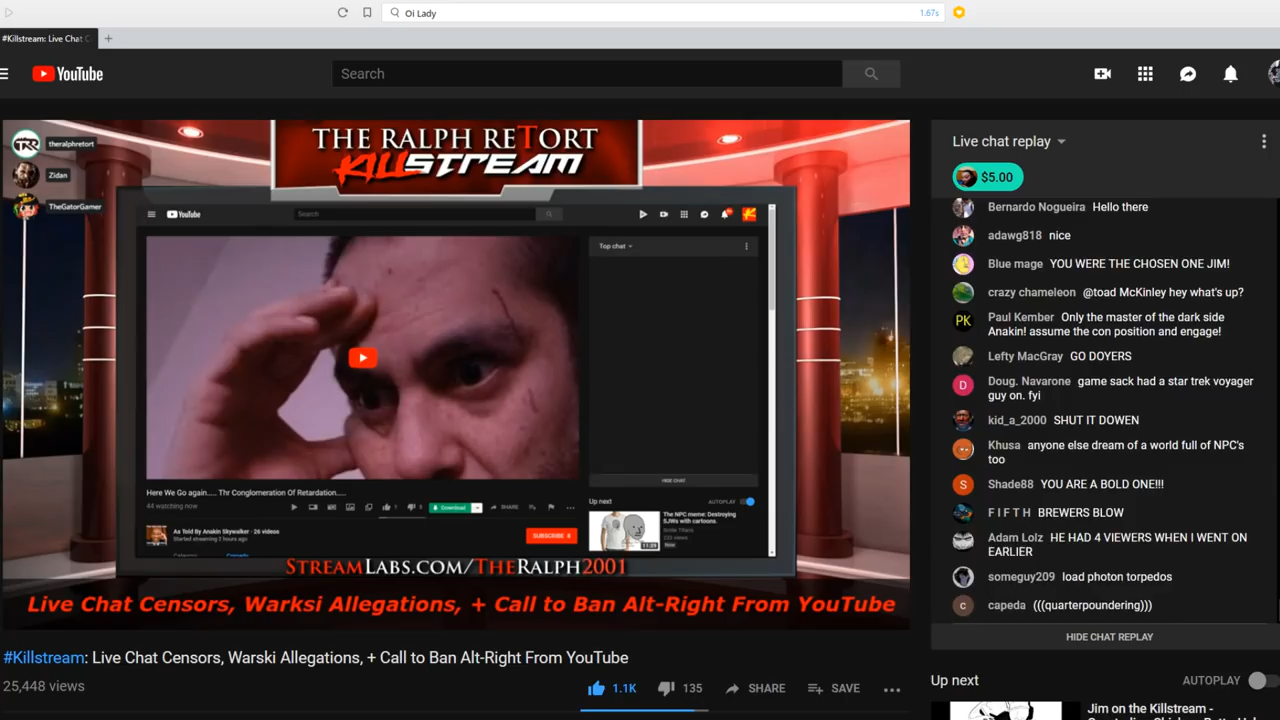 Oi Lady
1.67s
#Killstream: Live Chat C
YouTube
Search
THE RALPH RETORT
KILLSTREAM
theralphretort
Zidan
TheGatorGamer
YouTube
Search
Top chat
HIDE CHAT
Here We Go again..... Thr Conglomeration Of Retardation.....
44 watching now
1
3
Download
SHARE
Up next
AUTOPLAY
The NPC meme: Destroying
SJWs with cartoons.
11:25
As Told By Anakin Skywalker · 26 videos
Started streaming 3 hours ago
SUBSCRIBE
Category
Comedy
STREAMLABS.COM/THERALPH2001
Live Chat Censors, Warksi Allegations, + Call to Ban Alt-Right From YouTube
#Killstream: Live Chat Censors, Warski Allegations, + Call to Ban Alt-Right From YouTube
25,448 views
1.1K
135
SHARE
SAVE
Live chat replay
$5.00
Bernardo Nogueira Hello there
adawg818 nice
Blue mage YOU WERE THE CHOSEN ONE JIM!
crazy chameleon @toad McKinley hey what's up?
PK
Paul Kember Only the master of the dark side
Anakin! assume the con position and engage!
Lefty MacGray GO DOYERS
D
Doug. Navarone game sack had a star trek voyager
guy on. fyi
kid_a_2000 SHUT IT DOWEN
Khusa anyone else dream of a world full of NPC's
too
S
Shade88 YOU ARE A BOLD ONE!!!
F I F T H BREWERS BLOW
Adam Lolz HE HAD 4 VIEWERS WHEN I WENT ON
EARLIER
someguy209 load photon torpedos
c
capeda (((quarterpoundering)))
HIDE CHAT REPLAY
Up next
AUTOPLAY
Jim on the Killstream -